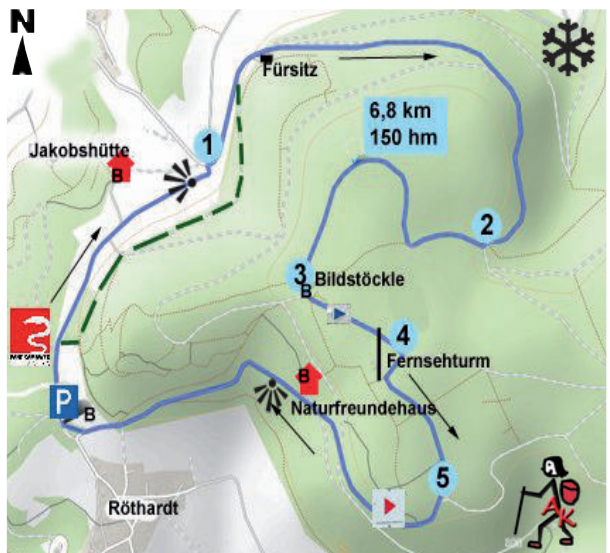 N
Fürsitz
6,8 km
150 hm
1
Jakobshütte
B
2
3
Bildstöckle
B
4
Fernsehturm
B
Naturfreundehaus
P
B
5
Röthardt
AK